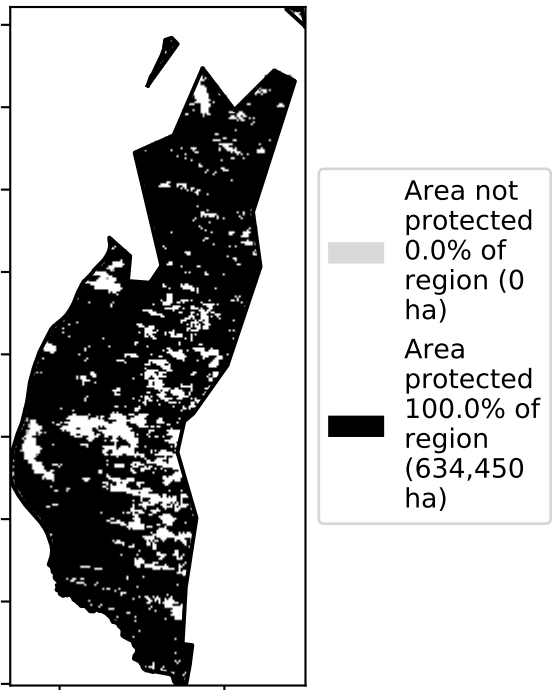 Area not
protected
0.0% of
region (0
ha)
Area
protected
100.0% of
region
(634,450
ha)